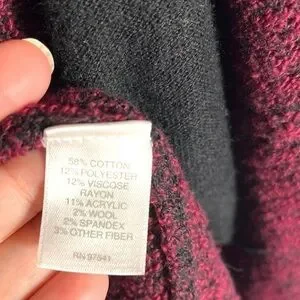 58% COTTON
12% POLYESTER
12% VISCOSE
RAYON
11% ACRYLIC
2% WOOL
2% SPANDEX
3% OTHER FIBER
RN 97541